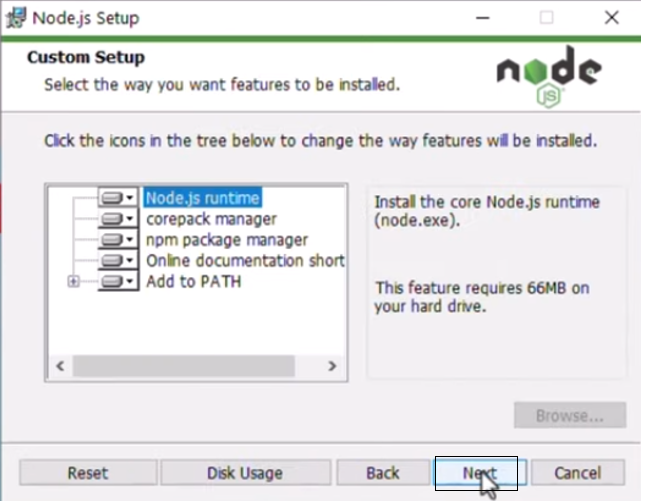 Node.js Setup
Custom Setup
Select the way you want features to be installed.
node
JS
Click the icons in the tree below to change the way features will be installed.
Node.js runtime
corepack manager
npm package manager
Online documentation short
Add to PATH
Install the core Node.js runtime
(node.exe).
This feature requires 66MB on
your hard drive.
Browse...
Reset
Disk Usage
Back
Next
Cancel